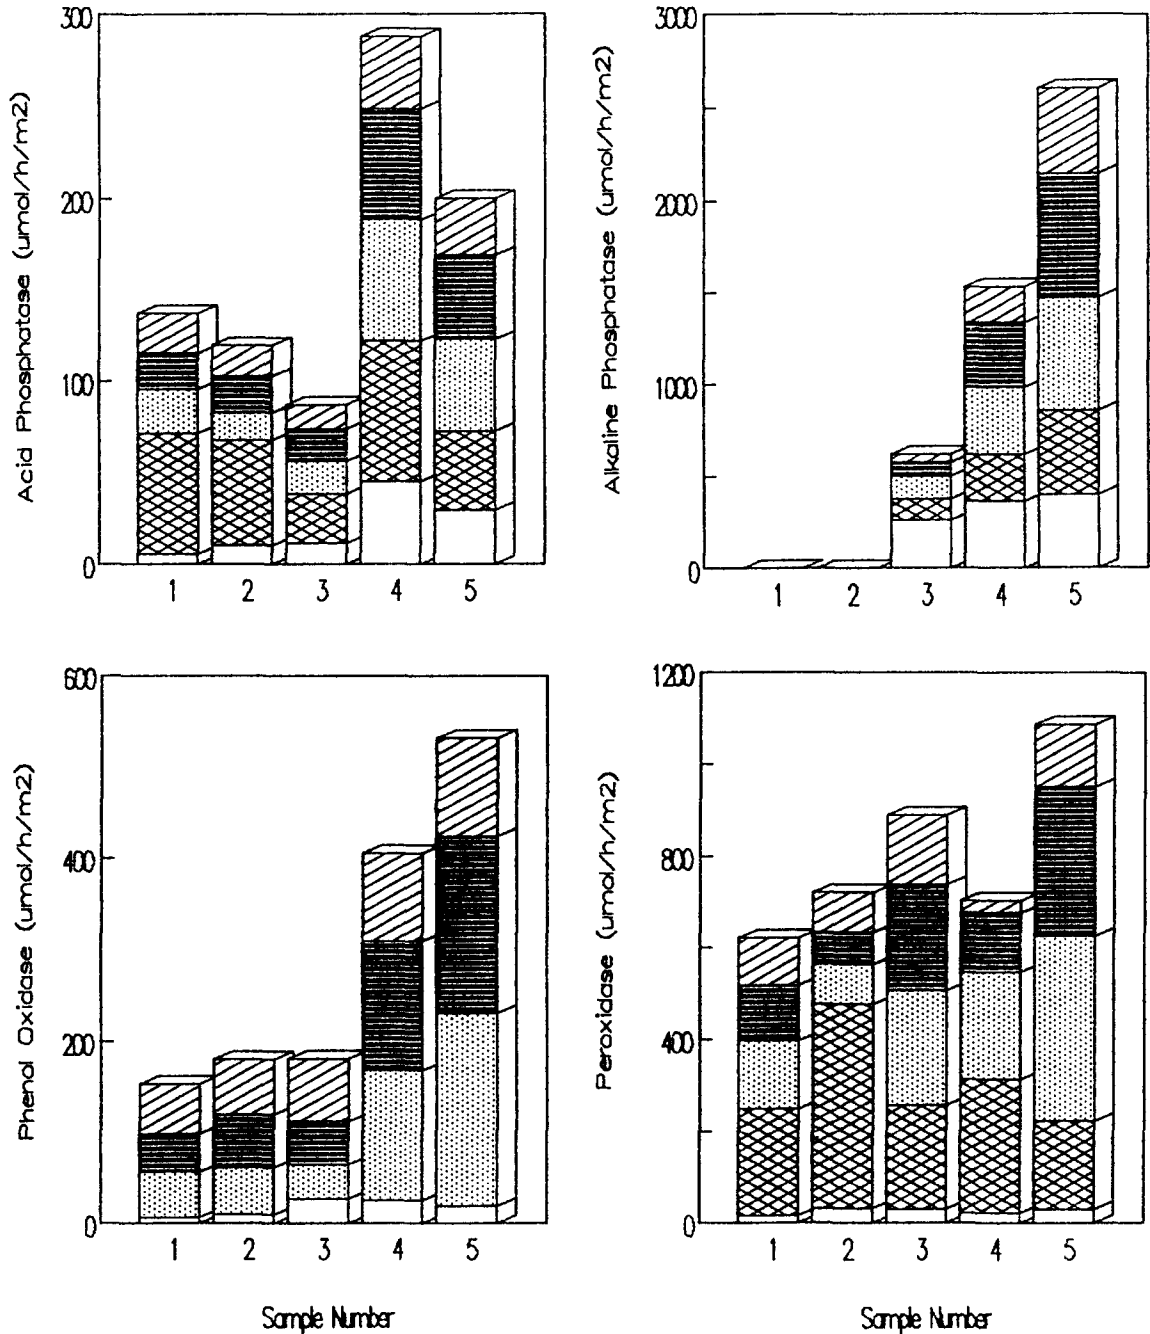 Acid Phosphatase (umol/h/m2)
300
200
100
0
1 2 3 4 5
Alkaline Phosphatase (umol/h/m2)
3000
2000
1000
0
1 2 3 4 5
Phenol Oxidase (umol/h/m2)
600
400
200
0
1 2 3 4 5
Sample Number
Peroxidase (umol/h/m2)
1200
800
400
0
1 2 3 4 5
Sample Number